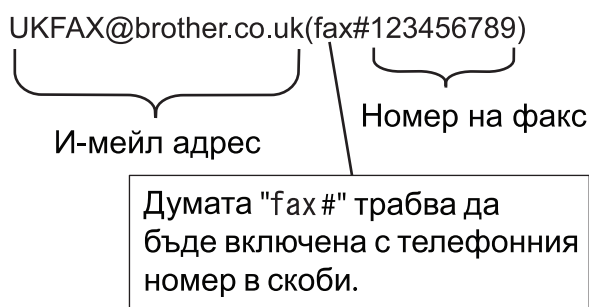 UKFAX@brother.co.uk(fax#123456789)
Номер на факс
И-мейл адрес
Думата "fax#" трабва да
бъде включена с телефонния
номер в скоби.